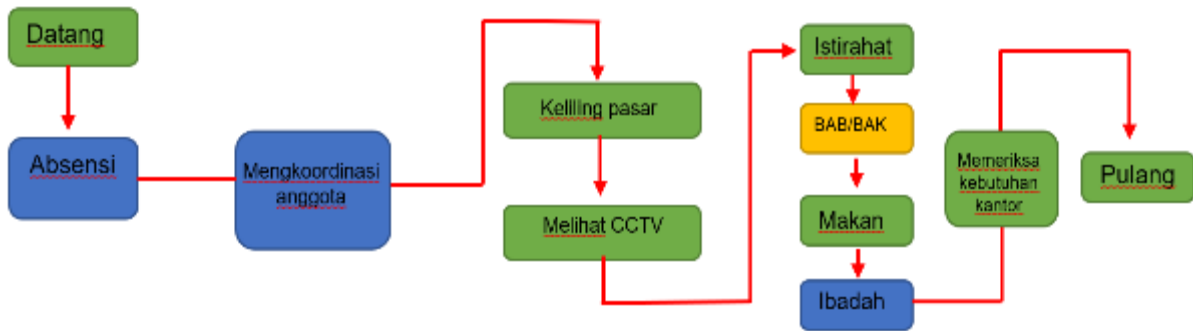 Datang
Absensi
Mengkoordinasi
anggota
Keliling pasar
Melihat CCTV
Istirahat
BAB/BAK
Makan
Ibadah
Memeriksa
kebutuhan
kantor
Pulang